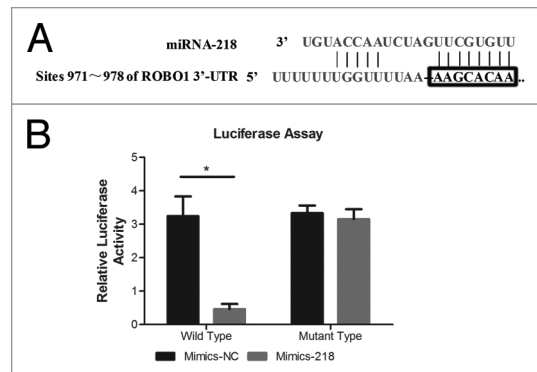 A
miRNA-218 3’ UGUACCAAUCUAGUUCGUGUU
Sites 971~978 of ROBO1 3’-UTR 5’ UUUUUUUGGUUUUAA--AAGCACAA..
B
Luciferase Assay
Relative Luciferase
Activity
5
4
3
2
1
0
*
Wild Type Mutant Type
Mimics-NC Mimics-218